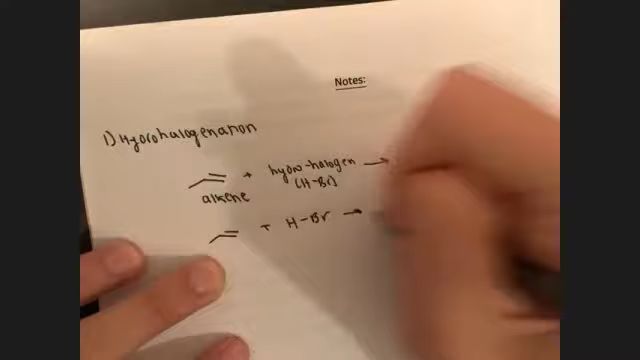 Notes:
1) Hydrohalogenation
+ hydro-halogen →
alkene (H-Br)
+ H-Br →